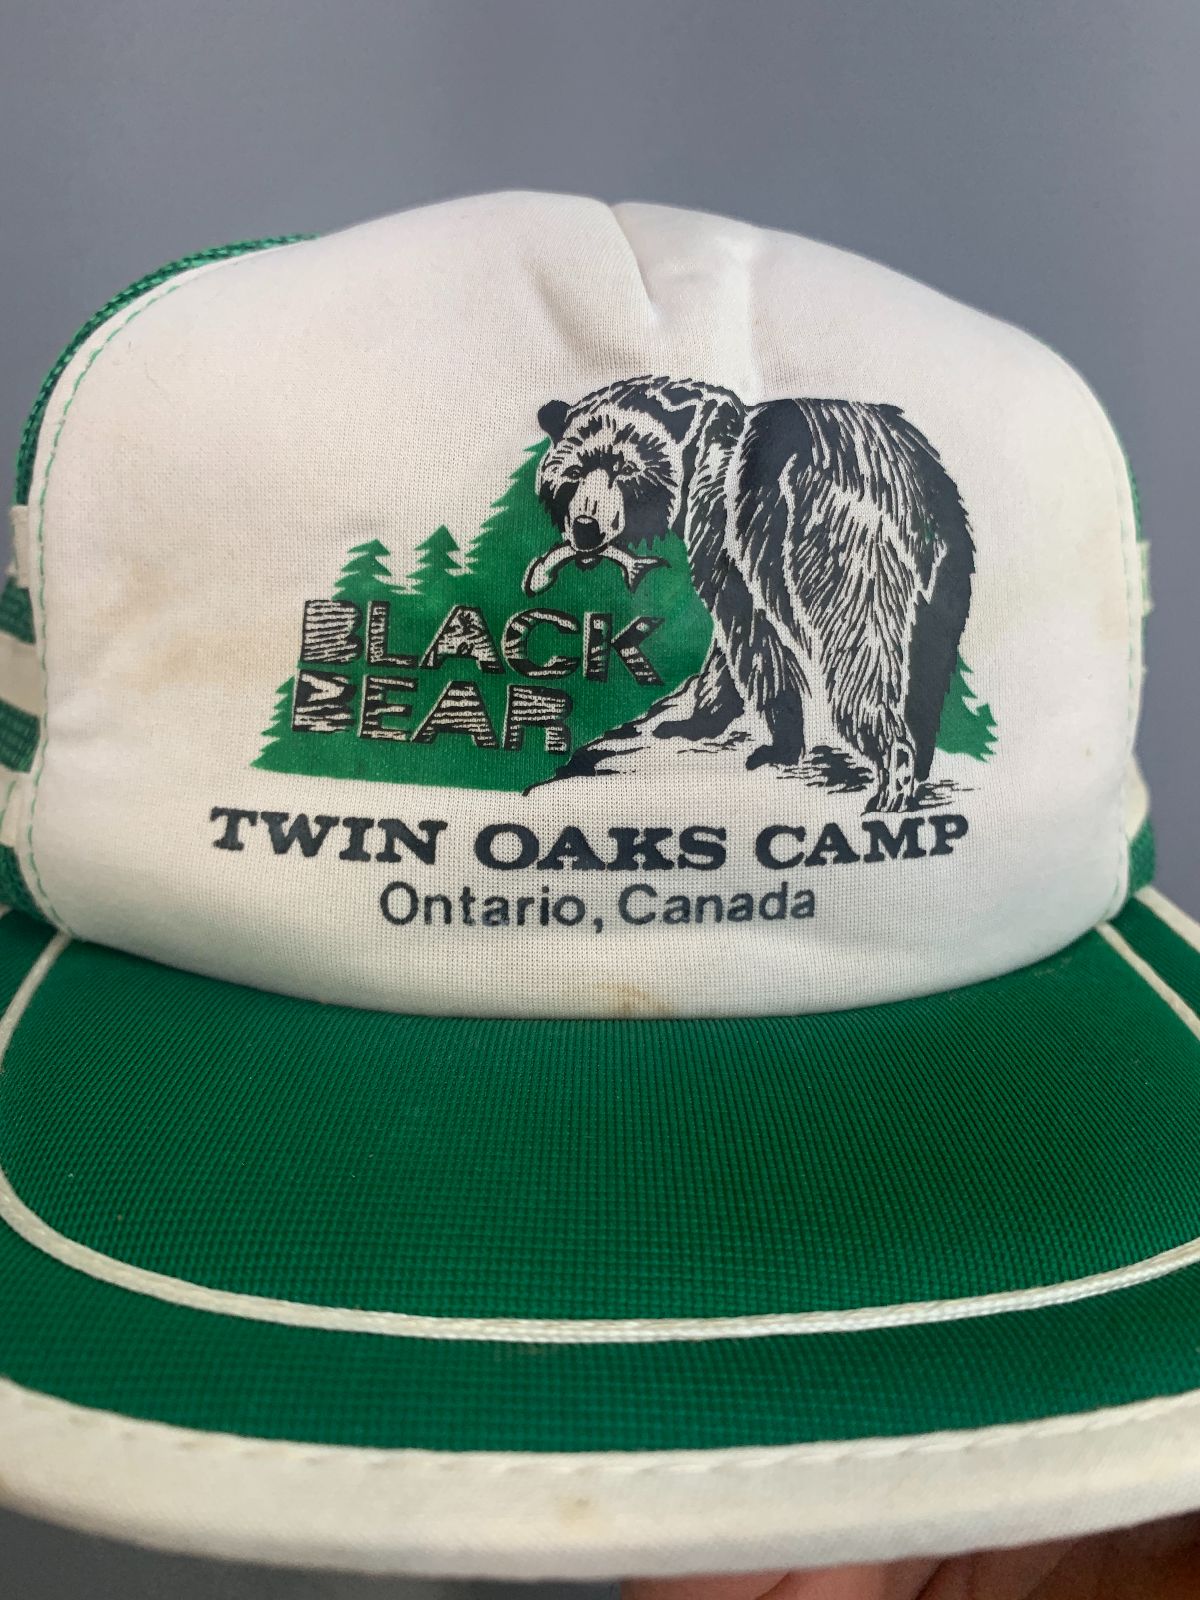 BLACK
BEAR
TWIN OAKS CAMP
Ontario, Canada